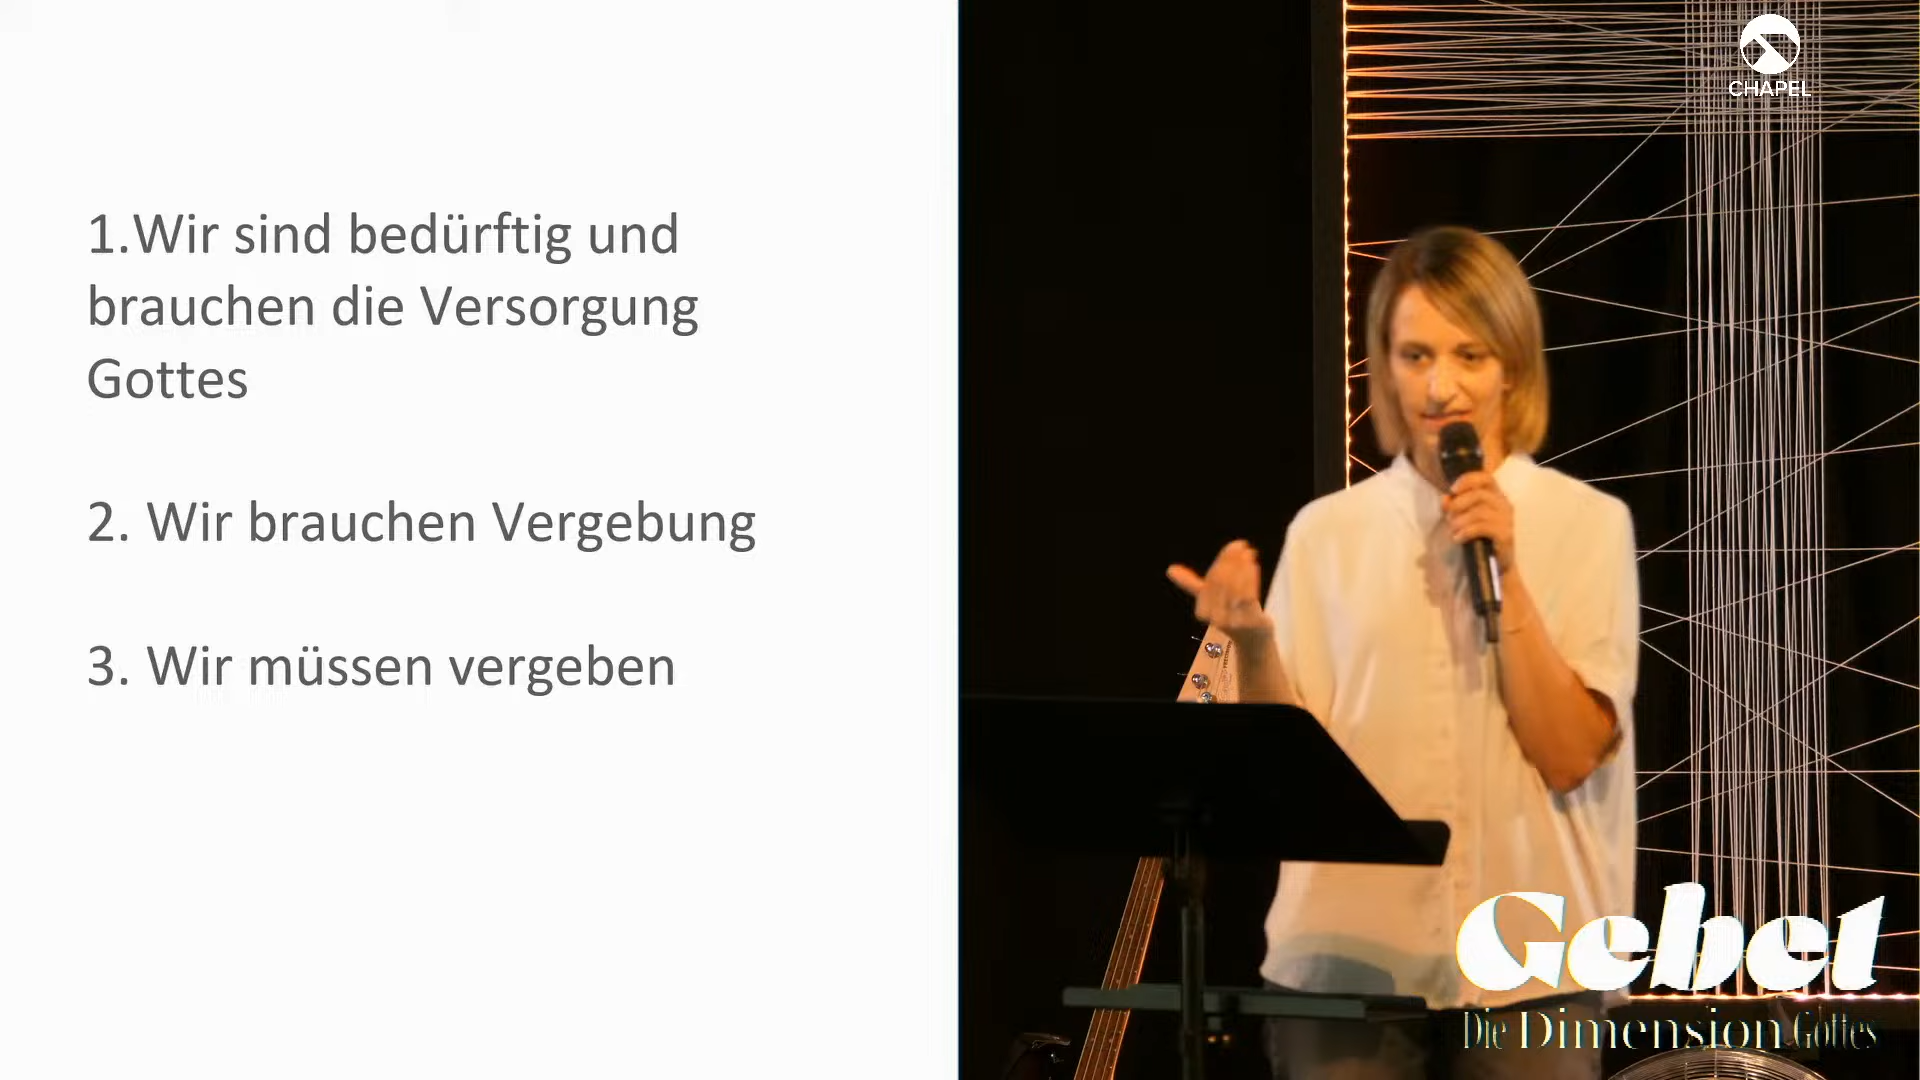 1.Wir sind bedürftig und
brauchen die Versorgung
Gottes
2. Wir brauchen Vergebung
3. Wir müssen vergeben
CHAPEL
Gebet
Die Dimension Gottes